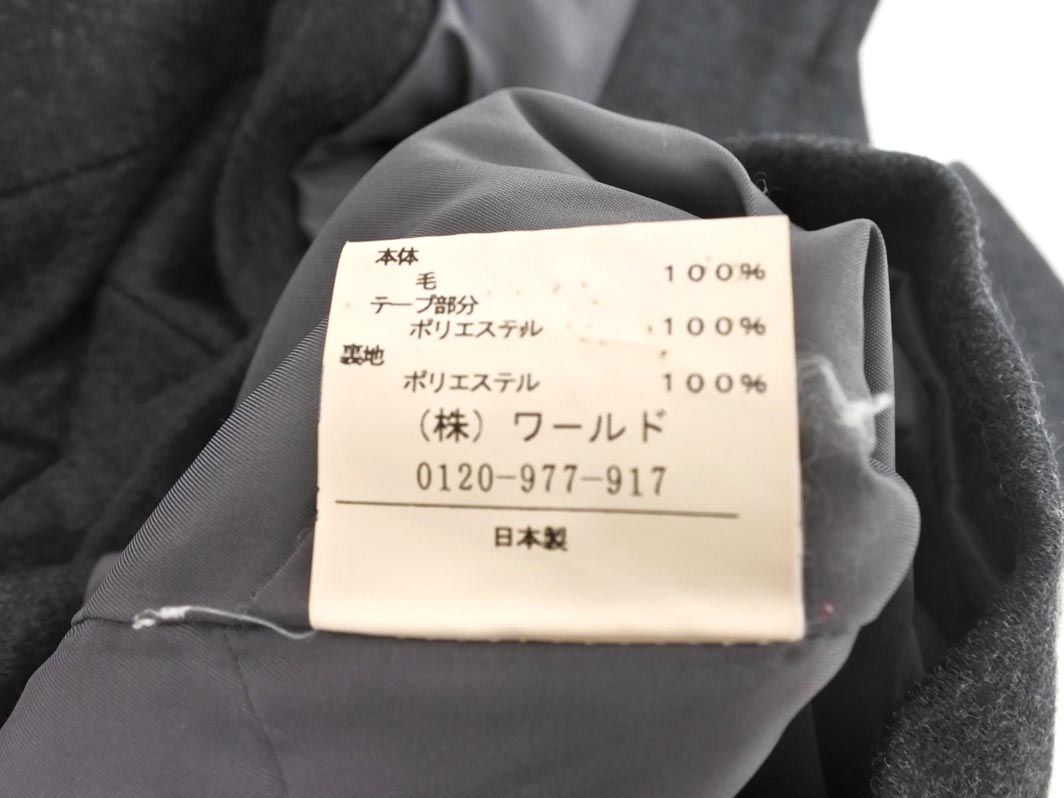 本体
毛 100%
テープ部分
ポリエステル 100%
裏地
ポリエステル 100%
(株) ワールド
0120-977-917
日本製